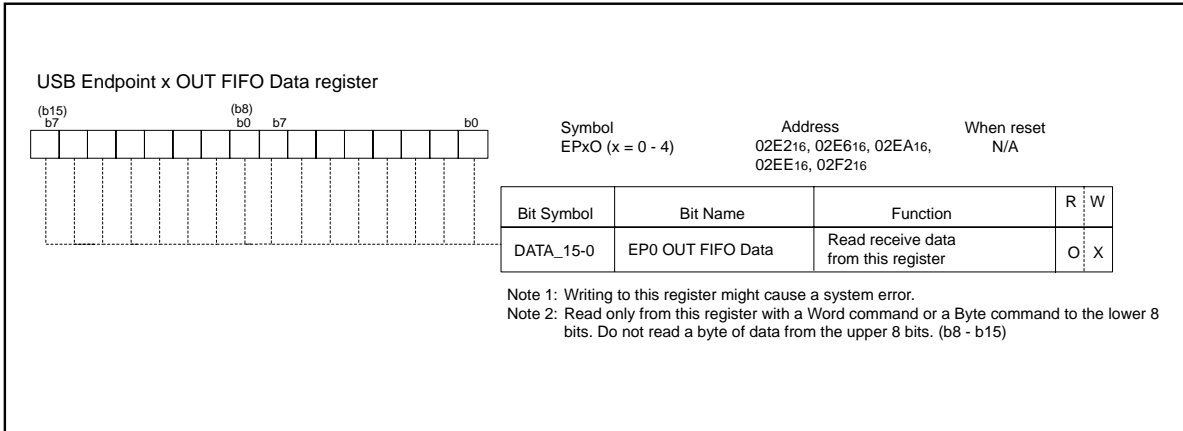 USB Endpoint x OUT FIFO Data register
(b15) (b8)
b7 b0 b7 b0
Symbol Address When reset
EPxO (x = 0 - 4) 02E216, 02E616, 02EA16, N/A
02EE16, 02F216
Bit Symbol Bit Name Function R W
DATA_15-0 EP0 OUT FIFO Data Read receive data
from this register O X
Note 1: Writing to this register might cause a system error.
Note 2: Read only from this register with a Word command or a Byte command to the lower 8
bits. Do not read a byte of data from the upper 8 bits. (b8 - b15)